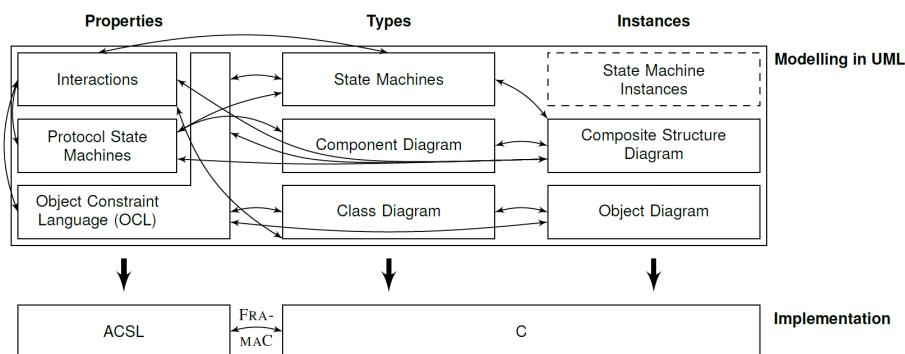 Properties
Types
Instances
Modelling in UML
Interactions
State Machines
State Machine
Instances
Protocol State
Machines
Component Diagram
Composite Structure
Diagram
Object Constraint
Language (OCL)
Class Diagram
Object Diagram
Implementation
ACSL
FRA-
MAC
C